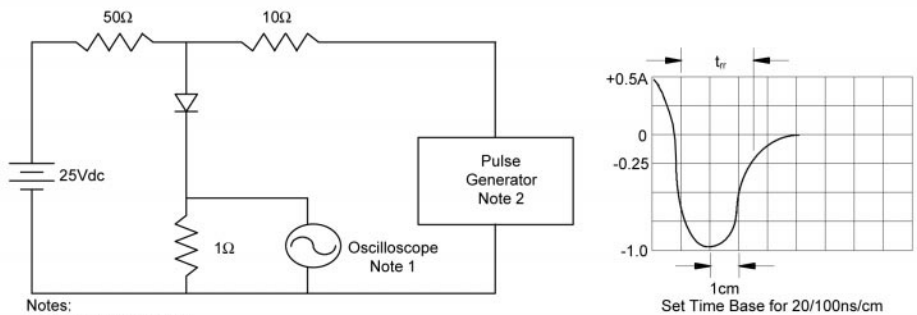 50Ω
10Ω
25Vdc
1Ω
Oscilloscope
Note 1
Pulse
Generator
Note 2
Notes:
trr
+0.5A
0
-0.25
-1.0
1cm
Set Time Base for 20/100ns/cm